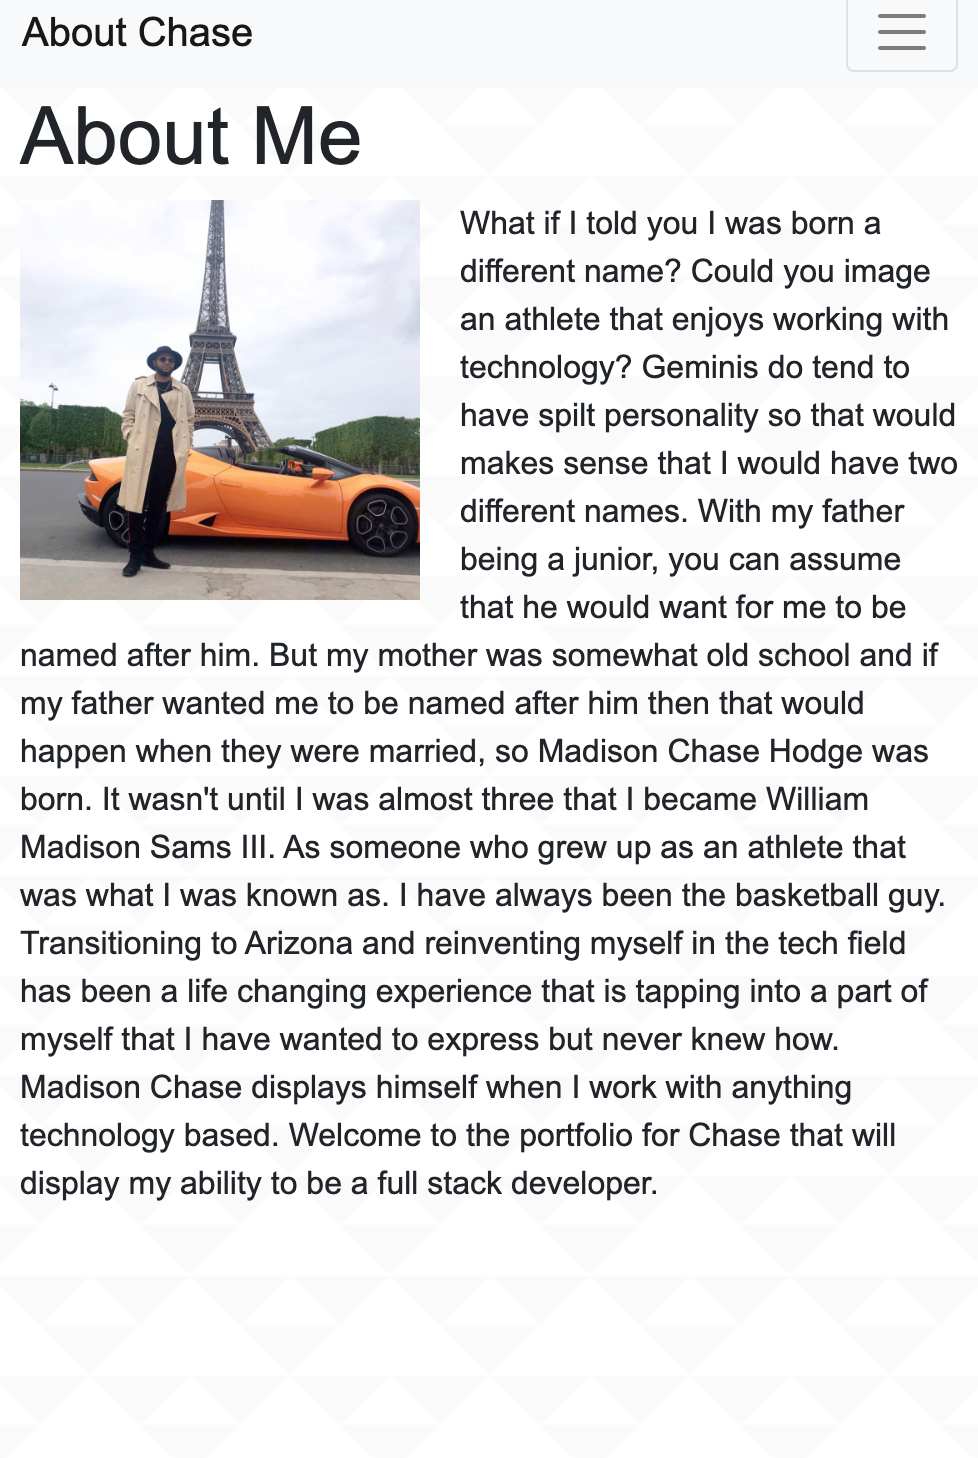 About Chase
About Me
What if I told you I was born a
different name? Could you image
an athlete that enjoys working with
technology? Geminis do tend to
have spilt personality so that would
makes sense that I would have two
different names. With my father
being a junior, you can assume
that he would want for me to be
named after him. But my mother was somewhat old school and if
my father wanted me to be named after him then that would
happen when they were married, so Madison Chase Hodge was
born. It wasn't until I was almost three that I became William
Madison Sams III. As someone who grew up as an athlete that
was what I was known as. I have always been the basketball guy.
Transitioning to Arizona and reinventing myself in the tech field
has been a life changing experience that is tapping into a part of
myself that I have wanted to express but never knew how.
Madison Chase displays himself when I work with anything
technology based. Welcome to the portfolio for Chase that will
display my ability to be a full stack developer.